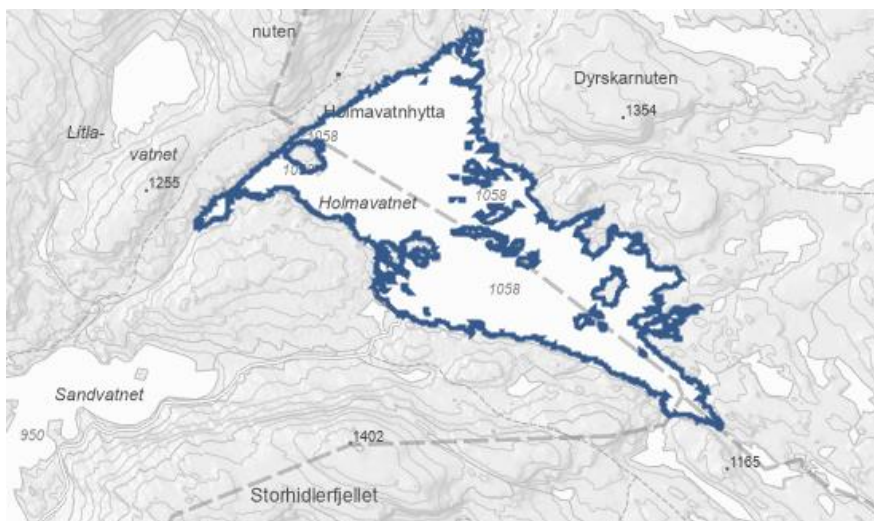 nuten
Dyrskarnuten
1354
Holmavatnhytta
1058
Litla-
vatnet
1255
1058
Holmavatnet
1058
Sandvatnet
950
1402
1165
Storhidlerfjellet